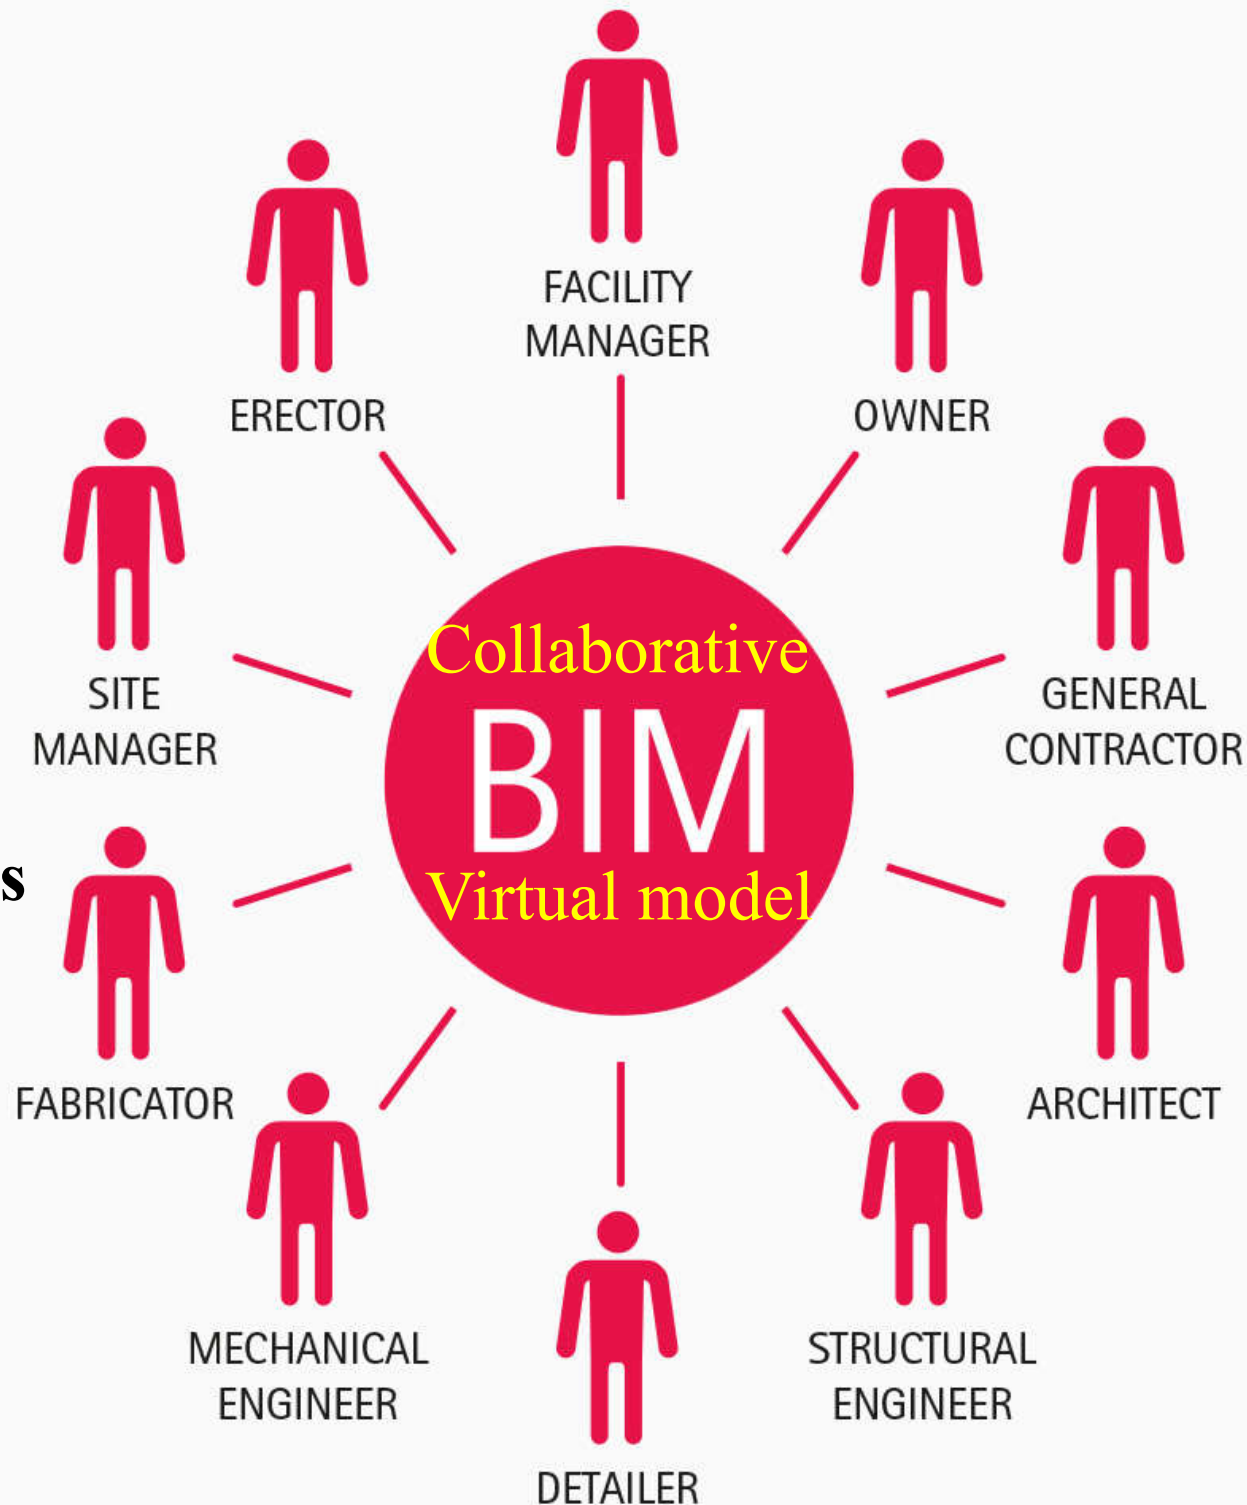 FACILITY
MANAGER
ERECTOR
OWNER
SITE
MANAGER
GENERAL
CONTRACTOR
Collaborative
BIM
Virtual model
s
FABRICATOR
ARCHITECT
MECHANICAL
ENGINEER
STRUCTURAL
ENGINEER
DETAILER